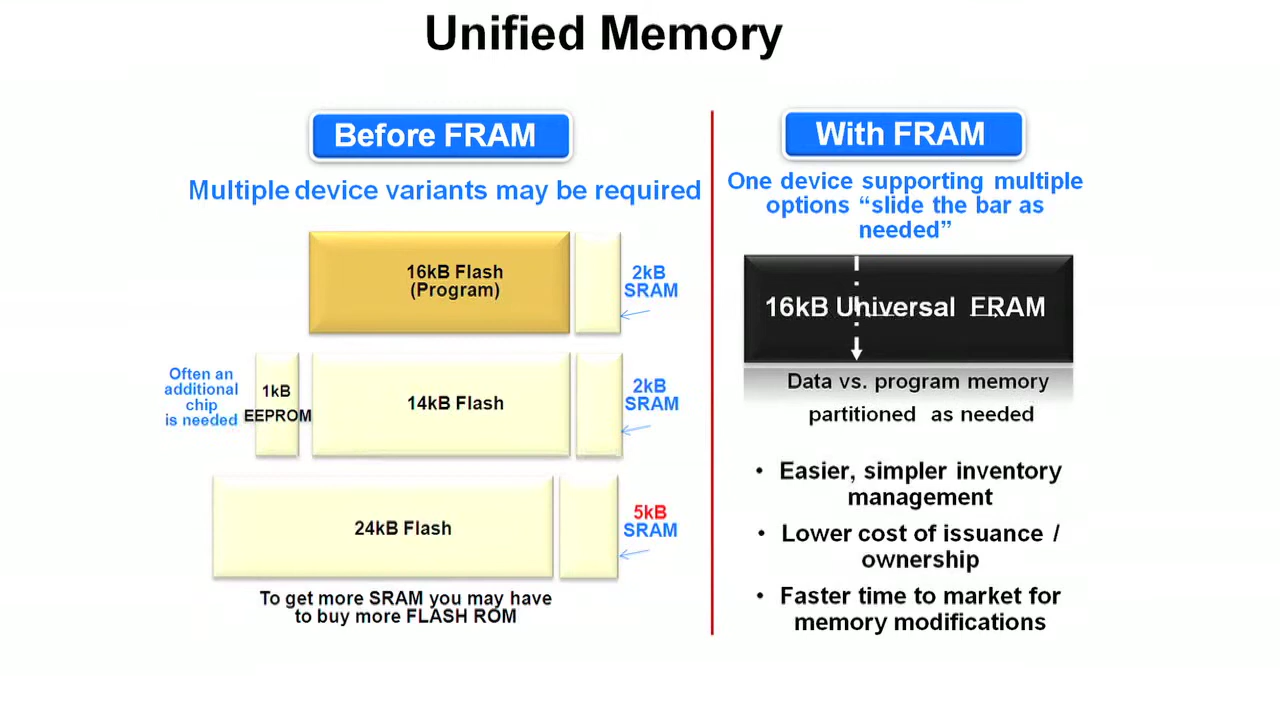 Unified Memory
Before FRAM
Multiple device variants may be required
16kB Flash
(Program)
2kB
SRAM
Often an
additional
chip
is needed
1kB
EEPROM
14kB Flash
2kB
SRAM
24kB Flash
5kB
SRAM
To get more SRAM you may have
to buy more FLASH ROM
With FRAM
One device supporting multiple
options “slide the bar as
needed”
16kB Universal FRAM
Data vs. program memory
partitioned as needed
• Easier, simpler inventory
management
• Lower cost of issuance /
ownership
• Faster time to market for
memory modifications